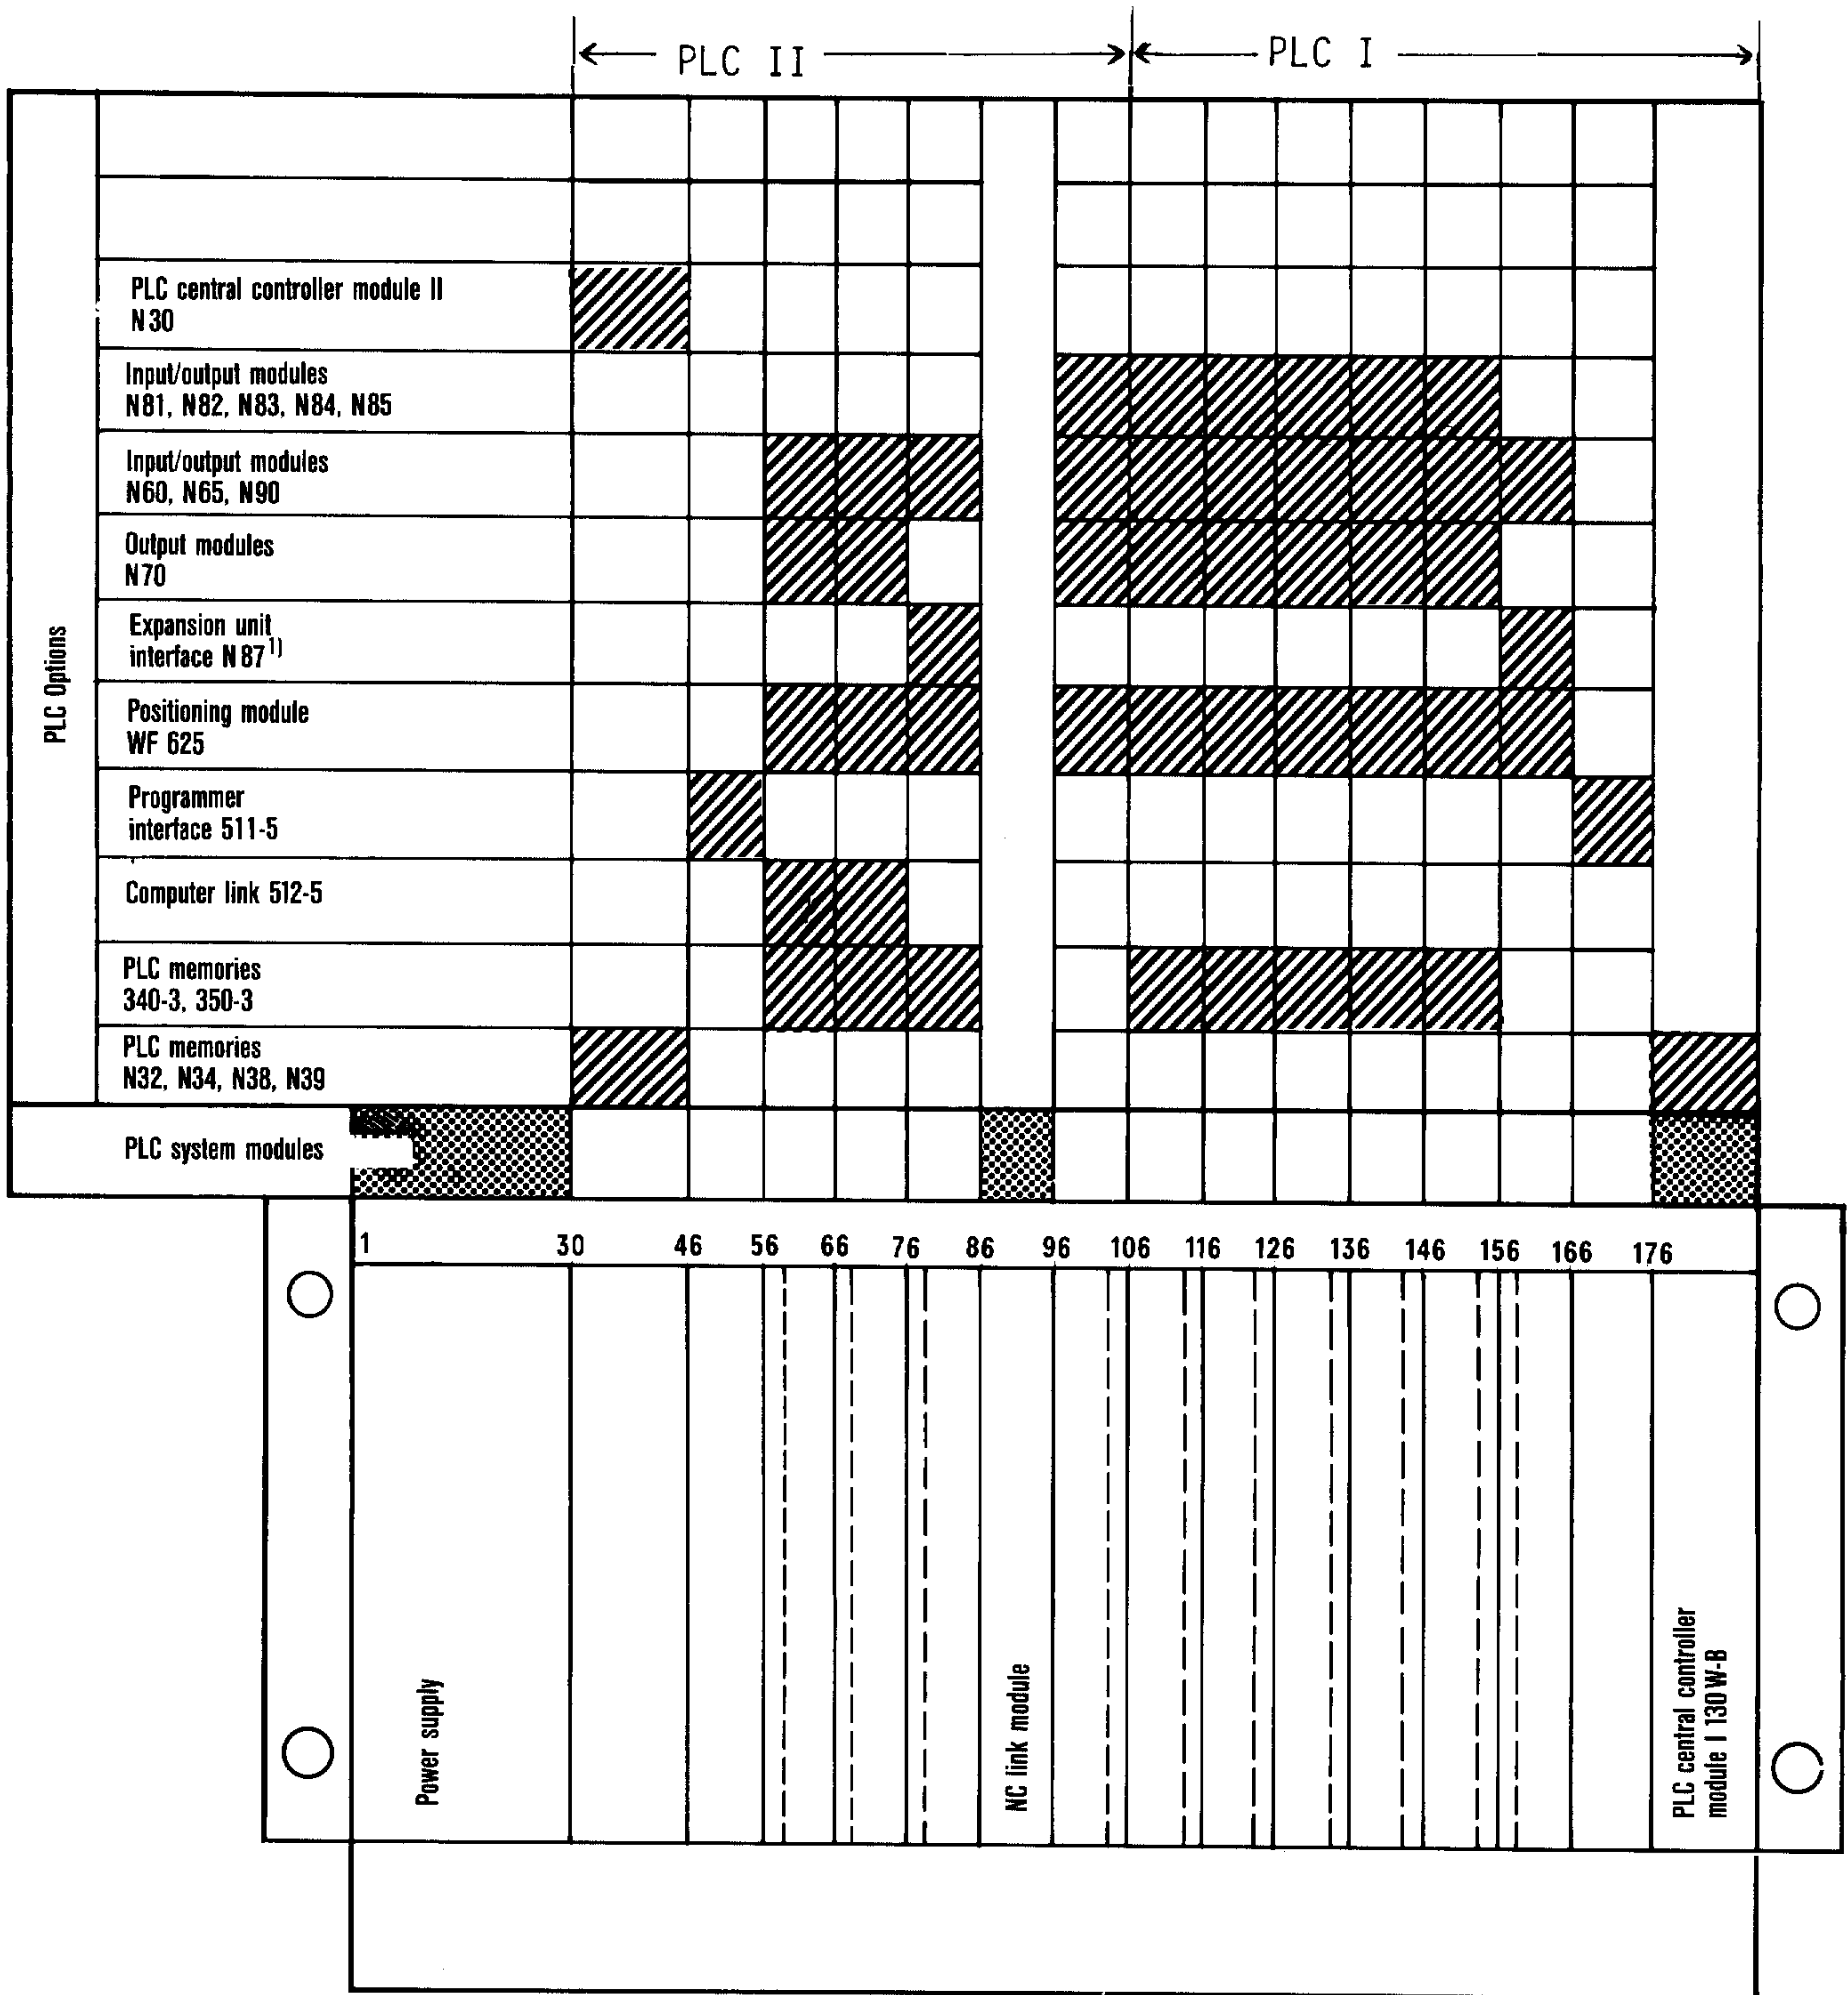 PLC II
PLC I
PLC Options
PLC central controller module II
N30
Input/output modules
N81, N82, N83, N84, N85
Input/output modules
N60, N65, N90
Output modules
N70
Expansion unit
interface N87¹⁾
Positioning module
WF 625
Programmer
interface 511-5
Computer link 512-5
PLC memories
340-3, 350-3
PLC memories
N32, N34, N38, N39
PLC system modules
1 30 46 56 66 76 86 96 106 116 126 136 146 156 166 176
Power supply
NC link module
PLC central controller
module I 130W-B